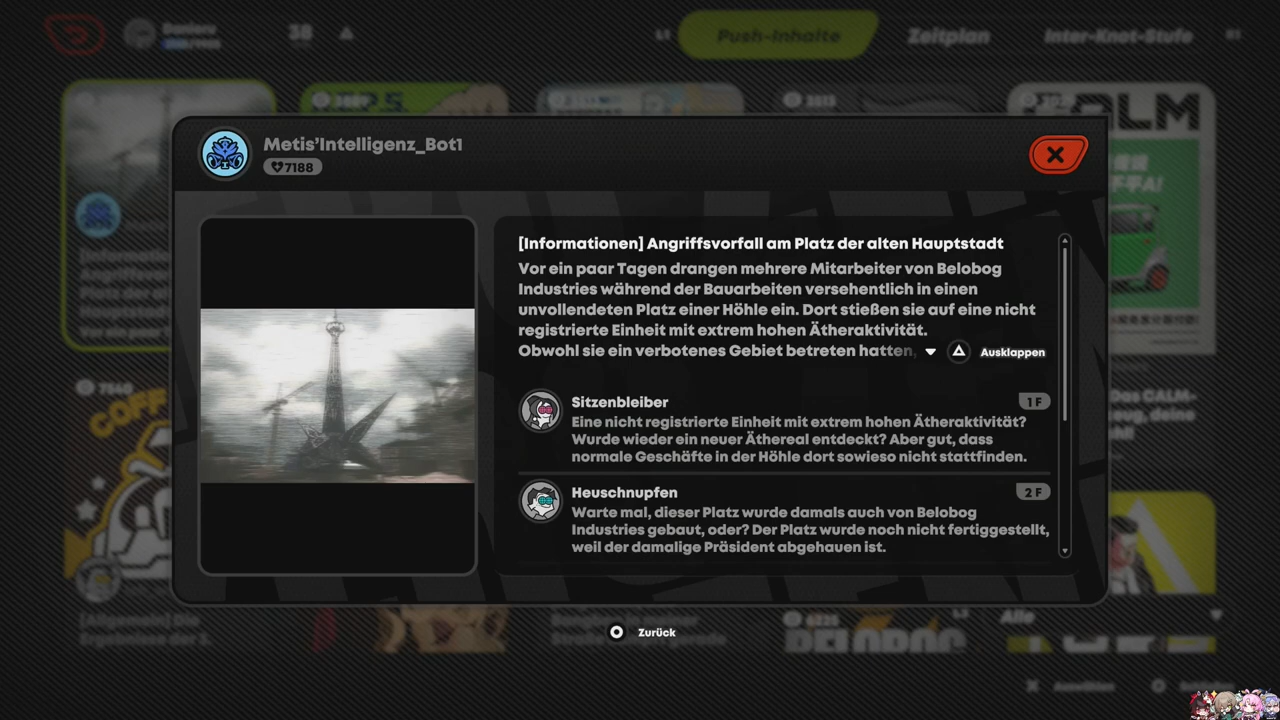 38
Push-Inhalte
Zeitplan
Inter-Knot-Stufe
Metis'Intelligenz_Bot1
7188
[Informationen] Angriffsvorfall am Platz der alten Hauptstadt
Vor ein paar Tagen drangen mehrere Mitarbeiter von Belobog
Industries während der Bauarbeiten versehentlich in einen
unvollendeten Platz einer Höhle ein. Dort stießen sie auf eine nicht
registrierte Einheit mit extrem hohen Ätheraktivität.
Obwohl sie ein verbotenes Gebiet betreten hatten,
Ausklappen
Sitzenbleiber
1 F
Eine nicht registrierte Einheit mit extrem hohen Ätheraktivität?
Wurde wieder ein neuer Äthereal entdeckt? Aber gut, dass
normale Geschäfte in der Höhle dort sowieso nicht stattfinden.
Heuschnupfen
2 F
Warte mal, dieser Platz wurde damals auch von Belobog
Industries gebaut, oder? Der Platz wurde noch nicht fertiggestellt,
weil der damalige Präsident abgehauen ist.
Alle
Zurück